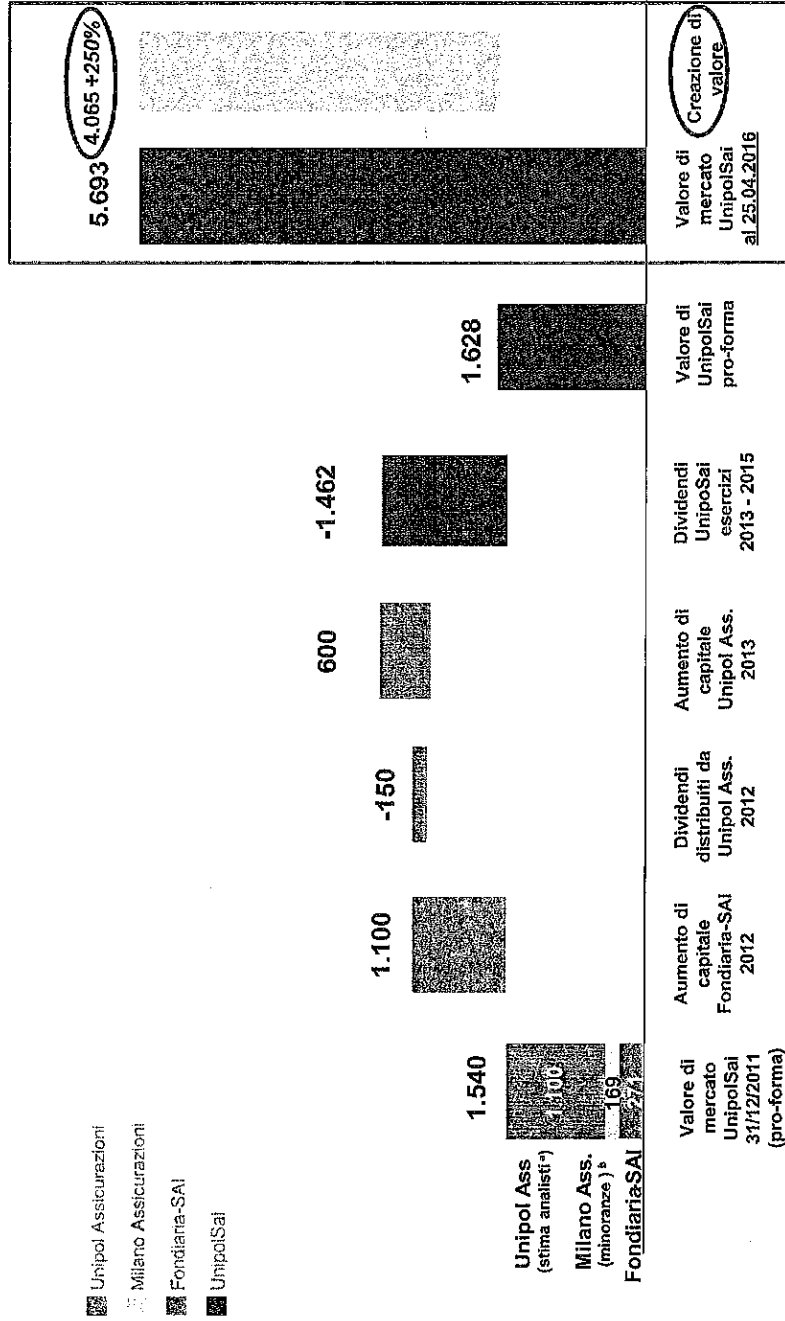 Unipol Assicurazioni
Milano Assicurazioni
Fondiaria-SAI
UnipolSai
Unipol Ass
(stima analisti a)
Milano Ass.
(minoranze ) b
Fondiaria-SAI
1.540
1.100
169
Valore di
mercato
UnipolSai
31/12/2011
(pro-forma)
1.100
Aumento di
capitale
Fondiaria-SAI
2012
-150
Dividendi
distribuiti da
Unipol Ass.
2012
600
Aumento di
capitale
Unipol Ass.
2013
-1.462
Dividendi
UnipoSai
esercizi
2013 - 2015
1.628
Valore di
UnipolSai
pro-forma
5.693
Valore di
mercato
UnipolSai
al 25.04.2016
4.065 +250%
Creazione di
valore